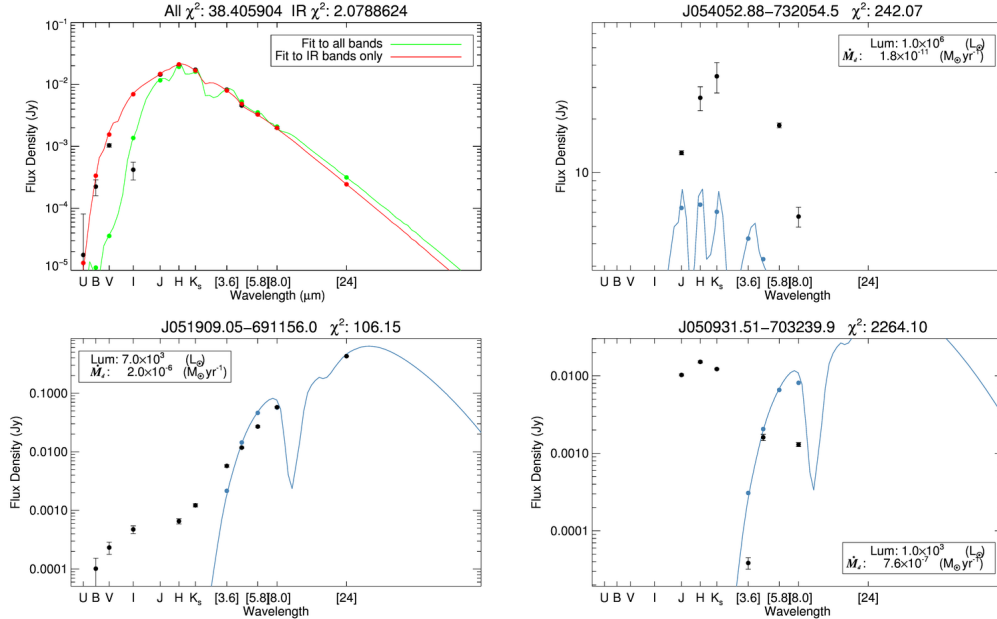 All χ²: 38.405904 IR χ²: 2.0788624
Fit to all bands
Fit to IR bands only
10⁻¹
10⁻²
10⁻³
10⁻⁴
10⁻⁵
Flux Density (Jy)
U B V I J H Kₛ [3.6] [5.8][8.0] [24]
Wavelength (μm)
J054052.88−732054.5 χ²: 242.07
Lum: 1.0×10⁶ (L☉)
Ṁd: 1.8×10⁻¹¹ (M☉yr⁻¹)
10
Flux Density (Jy)
U B V I J H Kₛ [3.6] [5.8][8.0] [24]
Wavelength
J051909.05−691156.0 χ²: 106.15
Lum: 7.0×10³ (L☉)
Ṁd: 2.0×10⁻⁶ (M☉yr⁻¹)
0.1000
0.0100
0.0010
0.0001
Flux Density (Jy)
U B V I J H Kₛ [3.6] [5.8][8.0] [24]
Wavelength
J050931.51−703239.9 χ²: 2264.10
0.0100
0.0010
0.0001
Flux Density (Jy)
Lum: 1.0×10³ (L☉)
Ṁd: 7.6×10⁻⁷ (M☉yr⁻¹)
U B V I J H Kₛ [3.6] [5.8][8.0] [24]
Wavelength